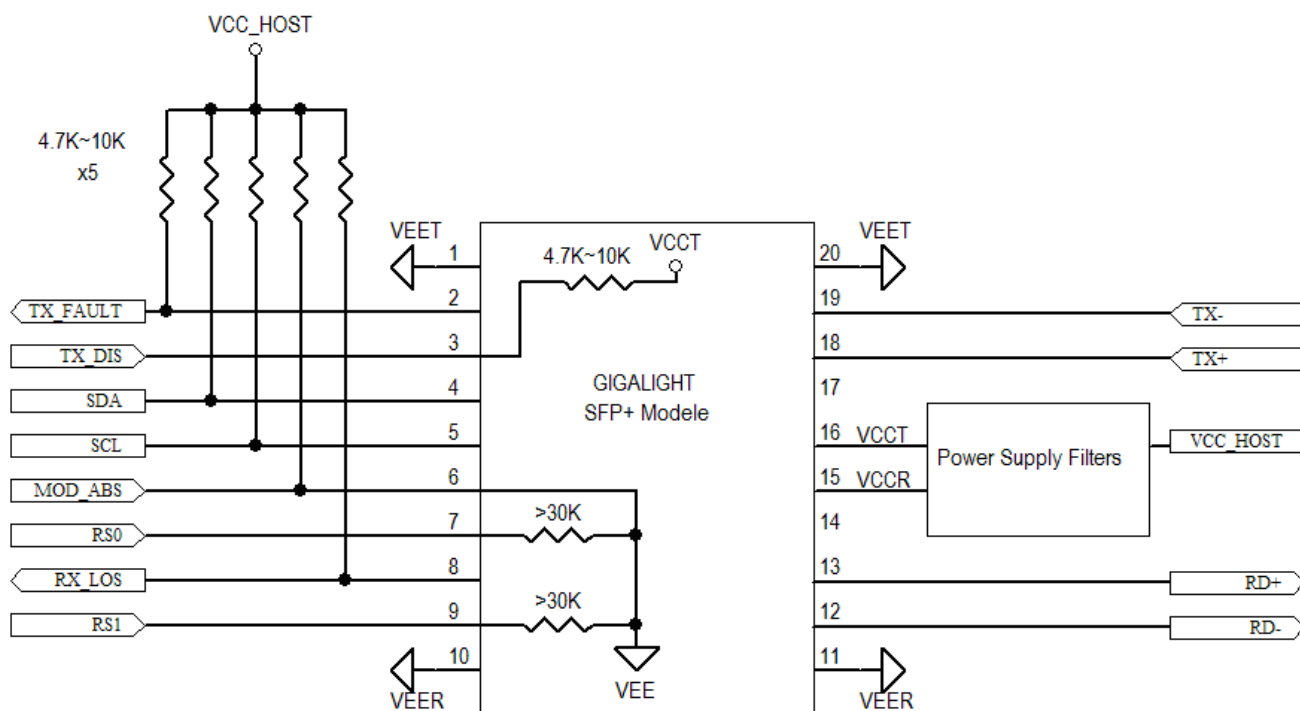 VCC_HOST
4.7K~10K
x5
VEET
1
4.7K~10K
VCCT
20
VEET
TX_FAULT
2
19
TX-
TX_DIS
3
18
TX+
SDA
4
GIGALIGHT
SFP+ Modele
17
SCL
5
16
VCCT
Power Supply Filters
VCC_HOST
MOD_ABS
6
15
VCCR
RS0
7
>30K
14
RX_LOS
8
13
RD+
RS1
9
>30K
12
RD-
10
VEER
VEE
11
VEER